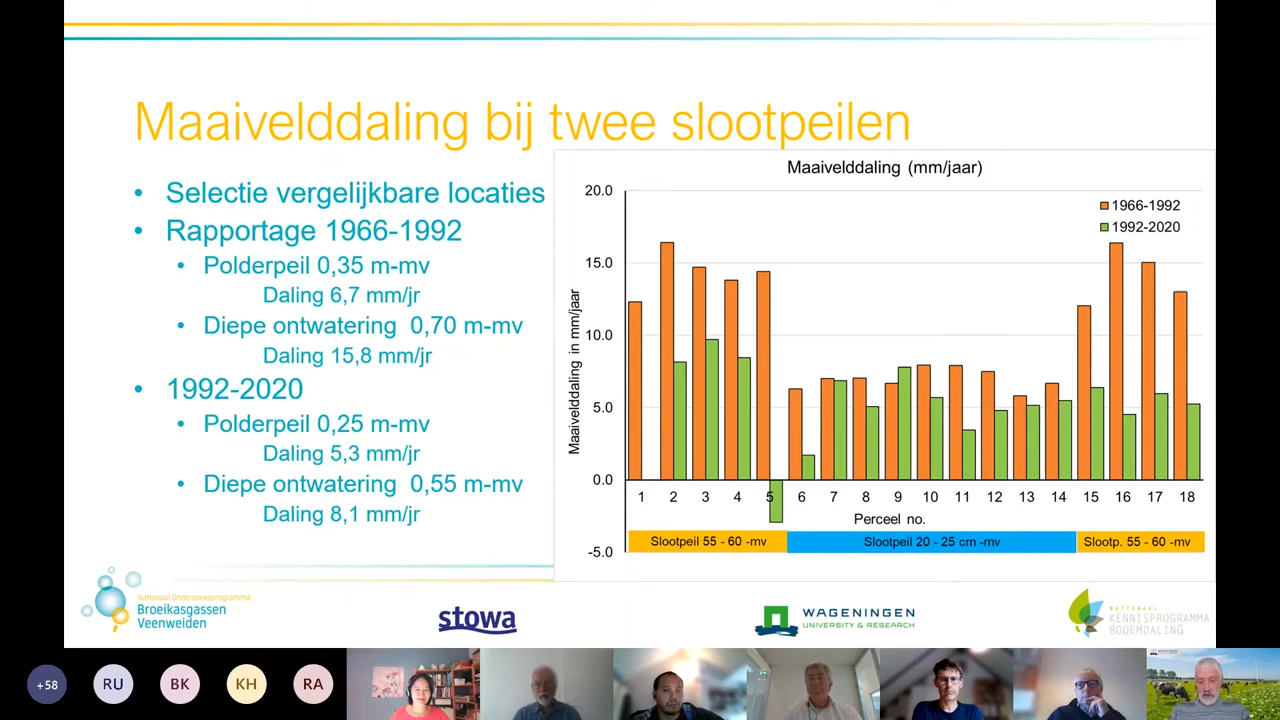 Maaivelddaling bij twee slootpeilen
• Selectie vergelijkbare locaties
• Rapportage 1966-1992
• Polderpeil 0,35 m-mv
Daling 6,7 mm/jr
• Diepe ontwatering 0,70 m-mv
Daling 15,8 mm/jr
• 1992-2020
• Polderpeil 0,25 m-mv
Daling 5,3 mm/jr
• Diepe ontwatering 0,55 m-mv
Daling 8,1 mm/jr
Maaivelddaling (mm/jaar)
1966-1992
1992-2020
Maaivelddaling in mm/jaar
20.0
15.0
10.0
5.0
0.0
-5.0
1 2 3 4 5 6 7 8 9 10 11 12 13 14 15 16 17 18
Perceel no.
Slootpeil 55 - 60 -mv
Slootpeil 20 - 25 cm -mv
Slootp. 55 - 60 -mv
Nationaal Onderzoeksprogramma
Broeikasgassen
Veenweiden
stowa
WAGENINGEN
UNIVERSITY & RESEARCH
NATIONAAL
KENNISPROGRAMMA
BODEMDALING
+58
RU
BK
KH
RA